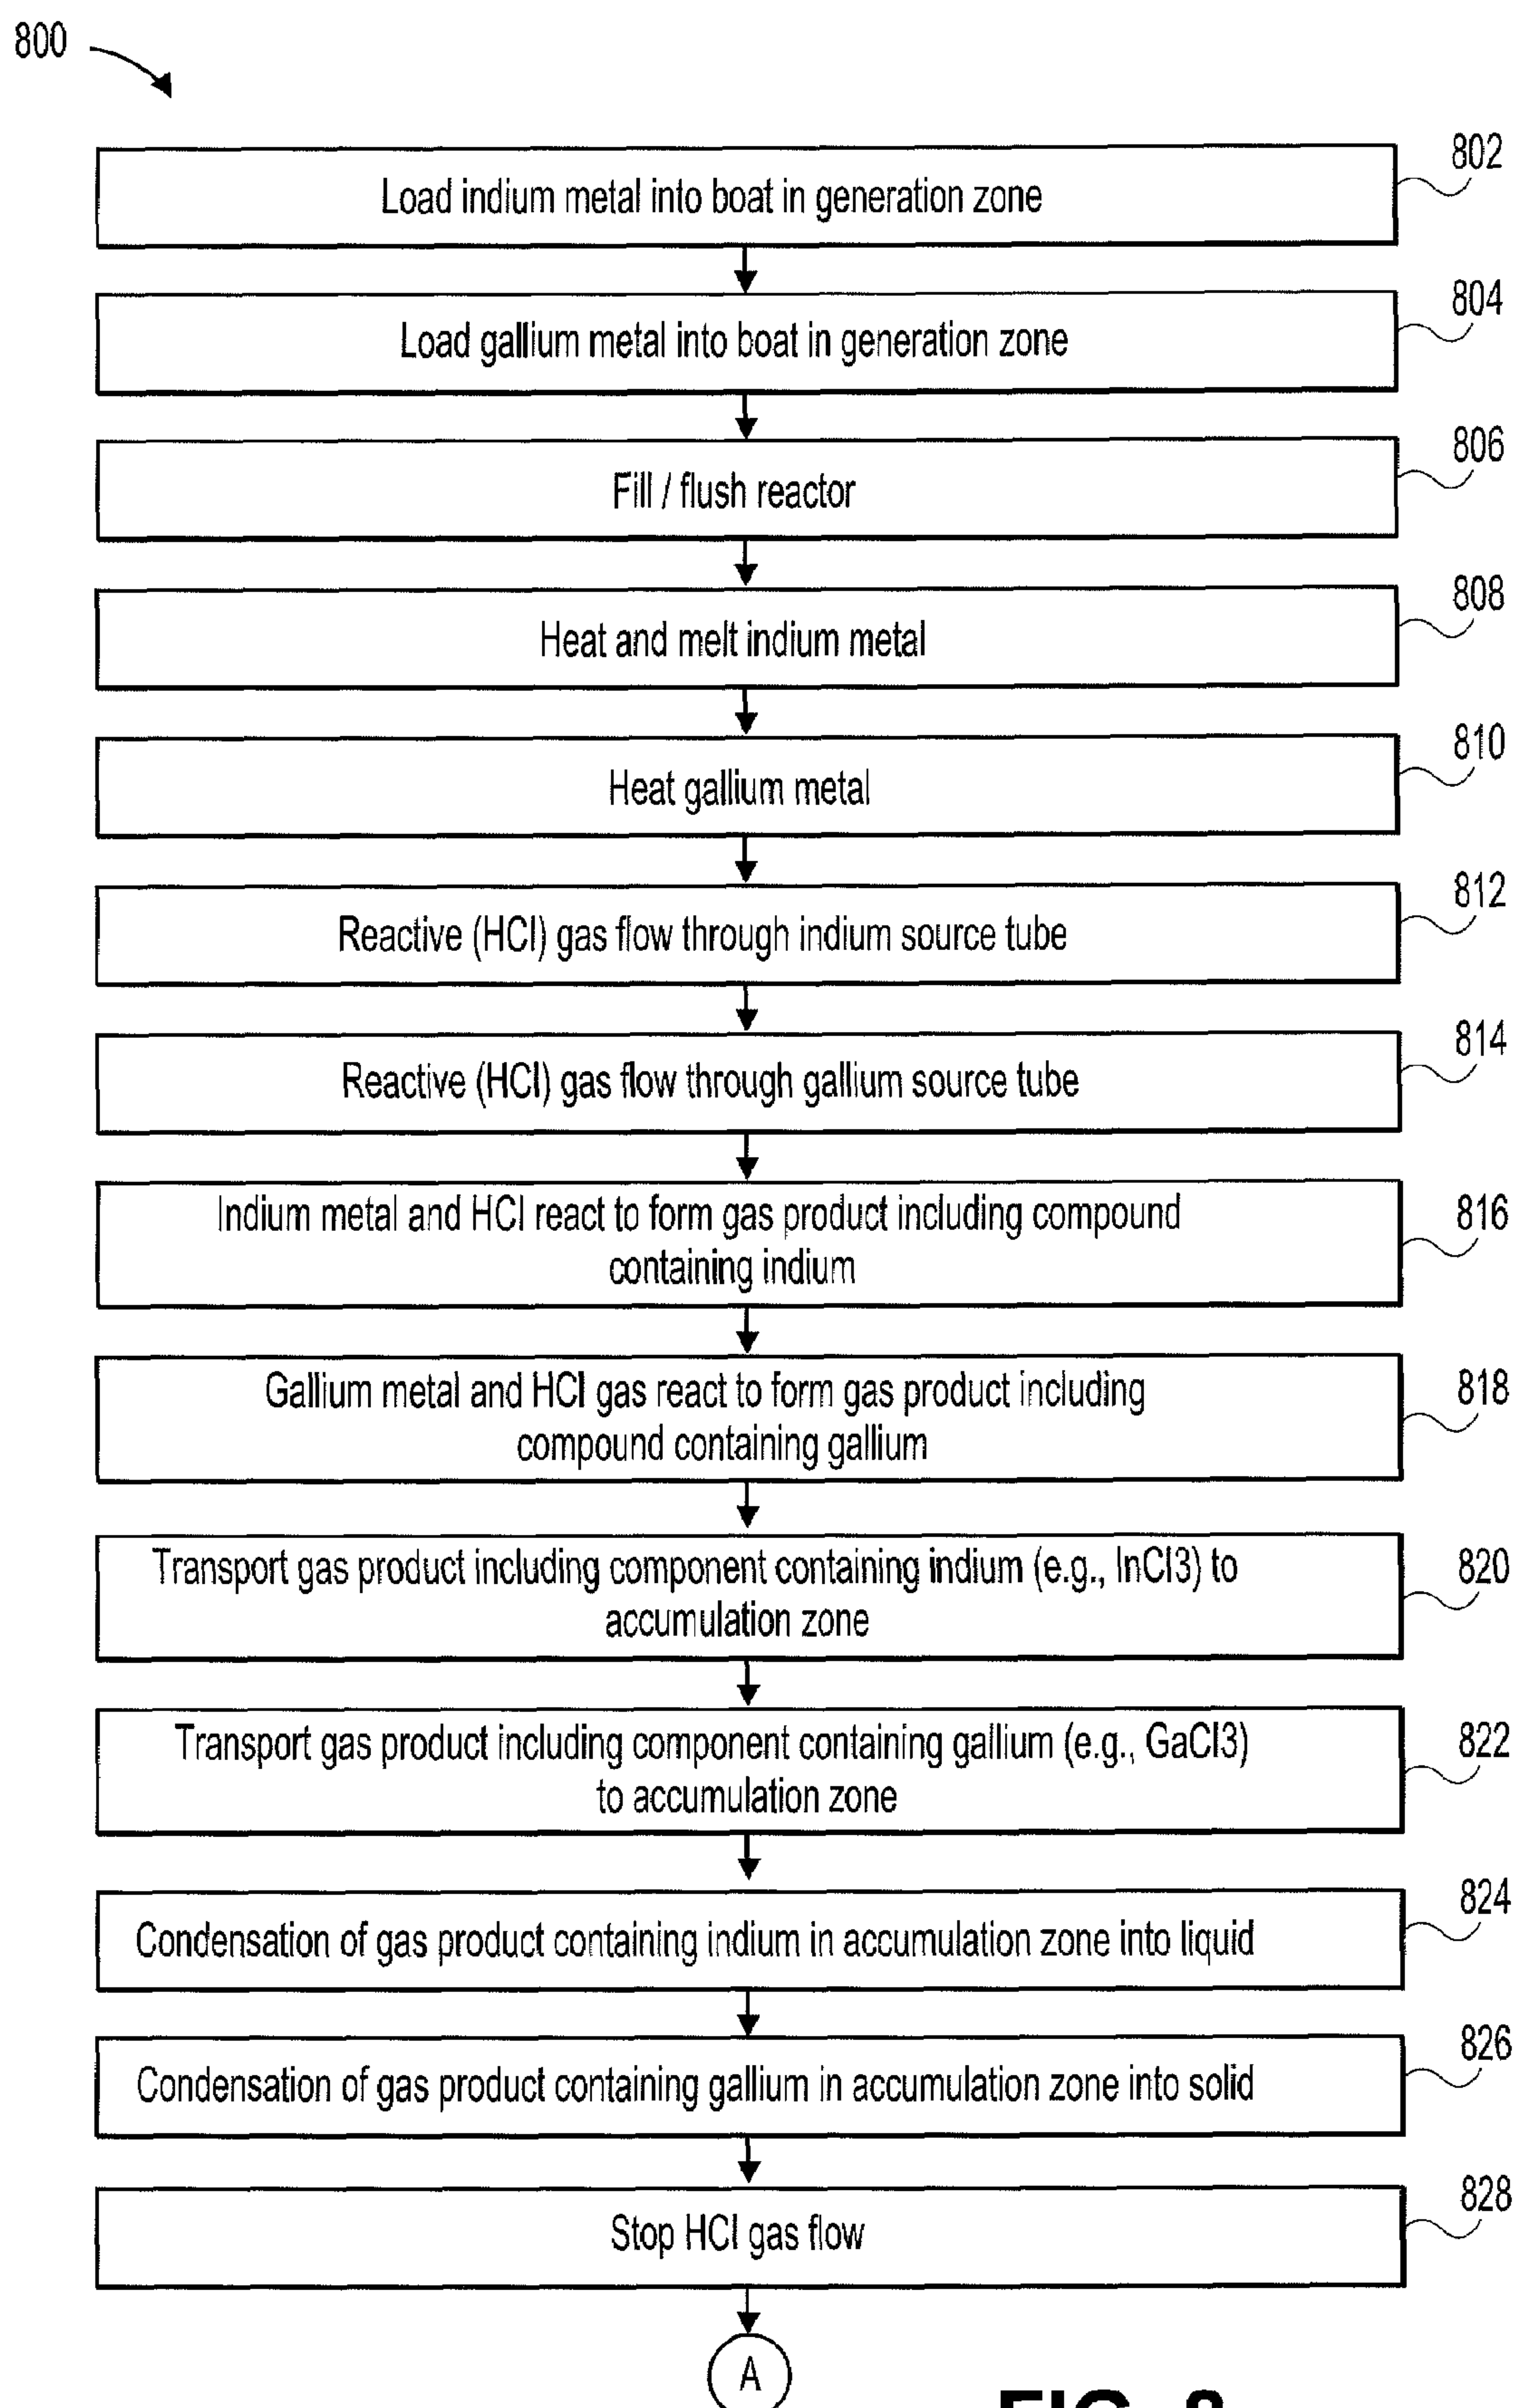 800
802
Load indium metal into boat in generation zone
804
Load gallium metal into boat in generation zone
806
Fill / flush reactor
808
Heat and melt indium metal
810
Heat gallium metal
812
Reactive (HCl) gas flow through indium source tube
814
Reactive (HCl) gas flow through gallium source tube
816
Indium metal and HCl react to form gas product including compound
containing indium
818
Gallium metal and HCl gas react to form gas product including
compound containing gallium
820
Transport gas product including component containing indium (e.g., InCl3) to
accumulation zone
822
Transport gas product including component containing gallium (e.g., GaCl3)
to accumulation zone
824
Condensation of gas product containing indium in accumulation zone into liquid
826
Condensation of gas product containing gallium in accumulation zone into solid
828
Stop HCl gas flow
A
FIG. 8